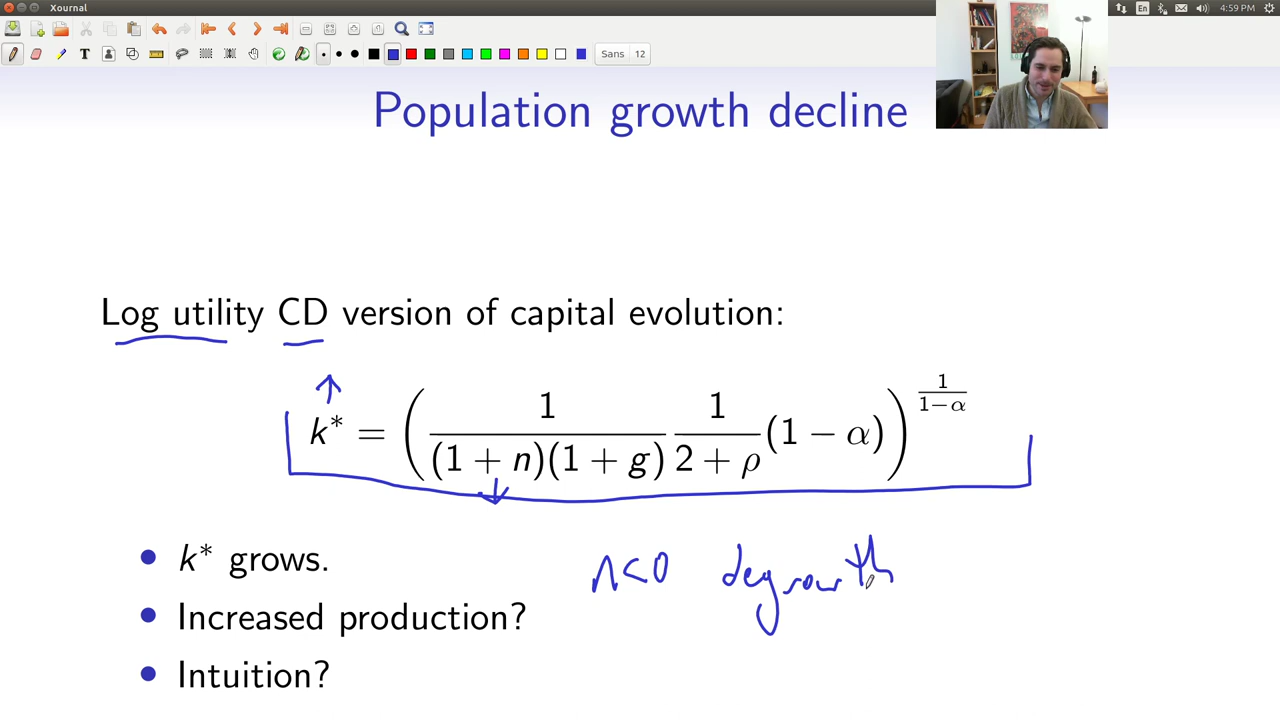 Xournal
En
4:59 PM
T
Sans 12
Population growth decline
Log utility CD version of capital evolution:
k* = ( 1 / (1 + n)(1 + g) 1 / 2 + ρ (1 − α) ) 1 / 1−α
k* grows.
n<0 degrowth
Increased production?
Intuition?